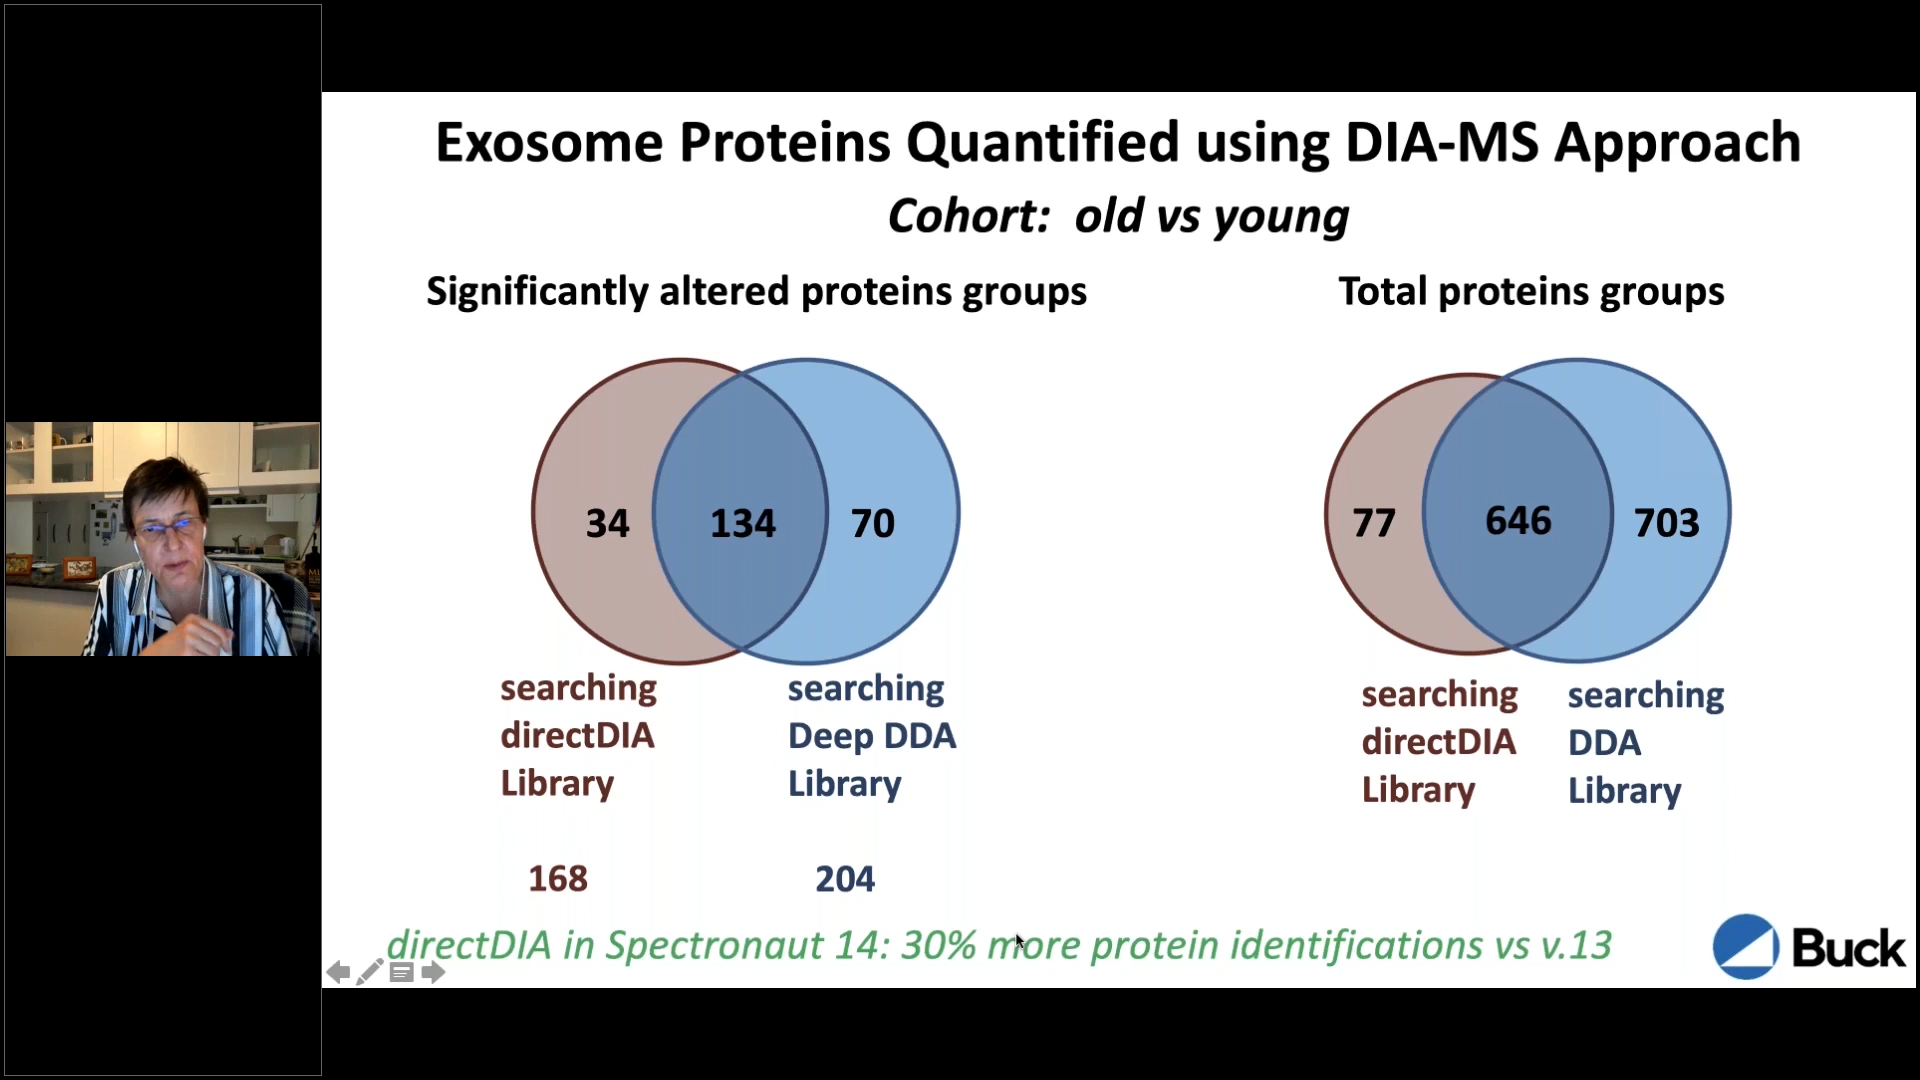 Exosome Proteins Quantified using DIA-MS Approach
Cohort: old vs young
Significantly altered proteins groups
34
134
70
searching
directDIA
Library
searching
Deep DDA
Library
168
204
Total proteins groups
77
646
703
searching
directDIA
Library
searching
DDA
Library
directDIA in Spectronaut 14: 30% more protein identifications vs v.13
Buck